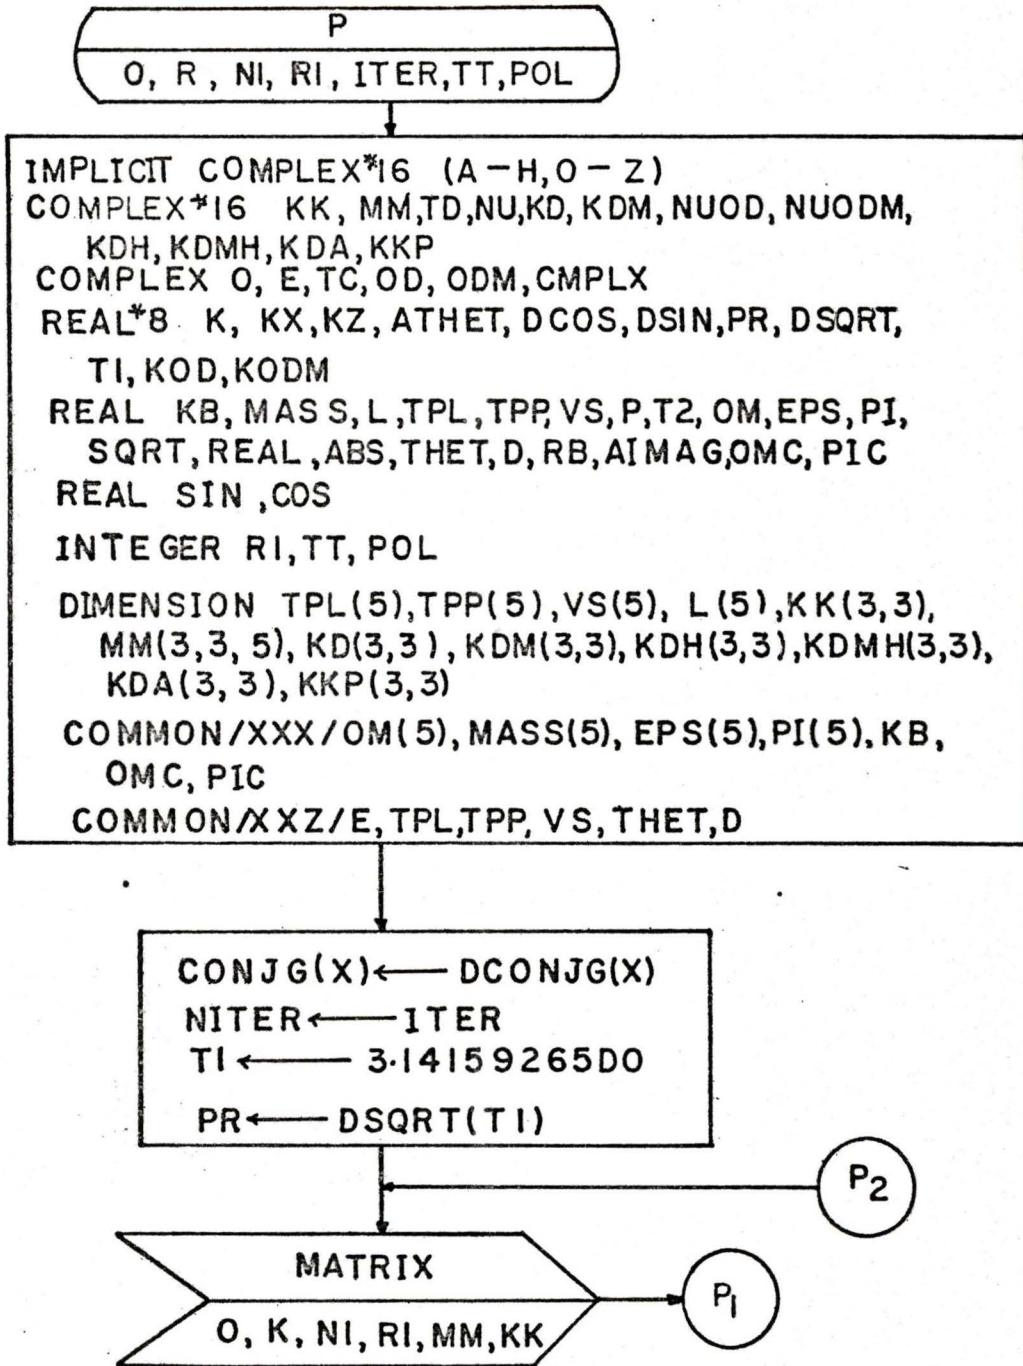 P
O, R, NI, RI, ITER,TT,POL
IMPLICIT COMPLEX*16 (A-H,O-Z)
COMPLEX*16 KK, MM,TD,NU,KD, KDM, NUOD, NUODM,
KDH, KDMH, KDA, KKP
COMPLEX O, E,TC,OD, ODM,CMPLX
REAL*8 K, KX,KZ, ATHET, DCOS,DSIN,PR, DSQRT,
TI, KOD,KODM
REAL KB, MASS, L,TPL,TPP, VS, P,T2, OM,EPS,PI,
SQRT,REAL,ABS,THET,D, RB,AIMAG,OMC, PIC
REAL SIN ,COS
INTEGER RI,TT, POL
DIMENSION TPL(5),TPP(5),VS(5), L(5),KK(3,3),
MM(3,3, 5), KD(3,3), KDM(3,3),KDH(3,3),KDMH(3,3),
KDA(3, 3), KKP(3,3)
COMMON/XXX/OM(5), MASS(5), EPS(5),PI(5), KB,
OMC, PIC
COMMON/XXZ/E,TPL,TPP, VS, THET,D
CONJG(X)← DCONJG(X)
NITER← ITER
TI← 3.14159265D0
PR← DSQRT(TI)
P2
MATRIX
P1
O, K, NI, RI,MM,KK